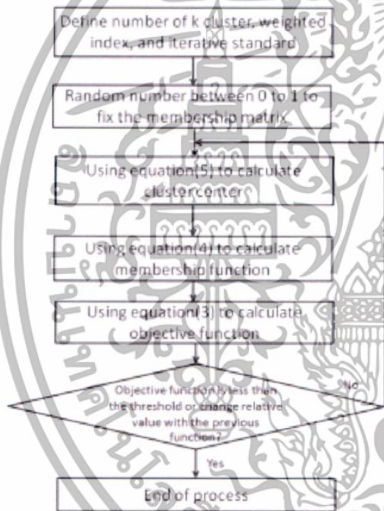 Define number of k cluster, weighted
index, and iterative standard
Random number between 0 to 1 to
fix the membership matrix
Using equation(5) to calculate
cluster center
Using equation(4) to calculate
membership function
Using equation(3) to calculate
objective function
Objective function is less then
the threshold or change relative
value with the previous
function?
No
Yes
End of process